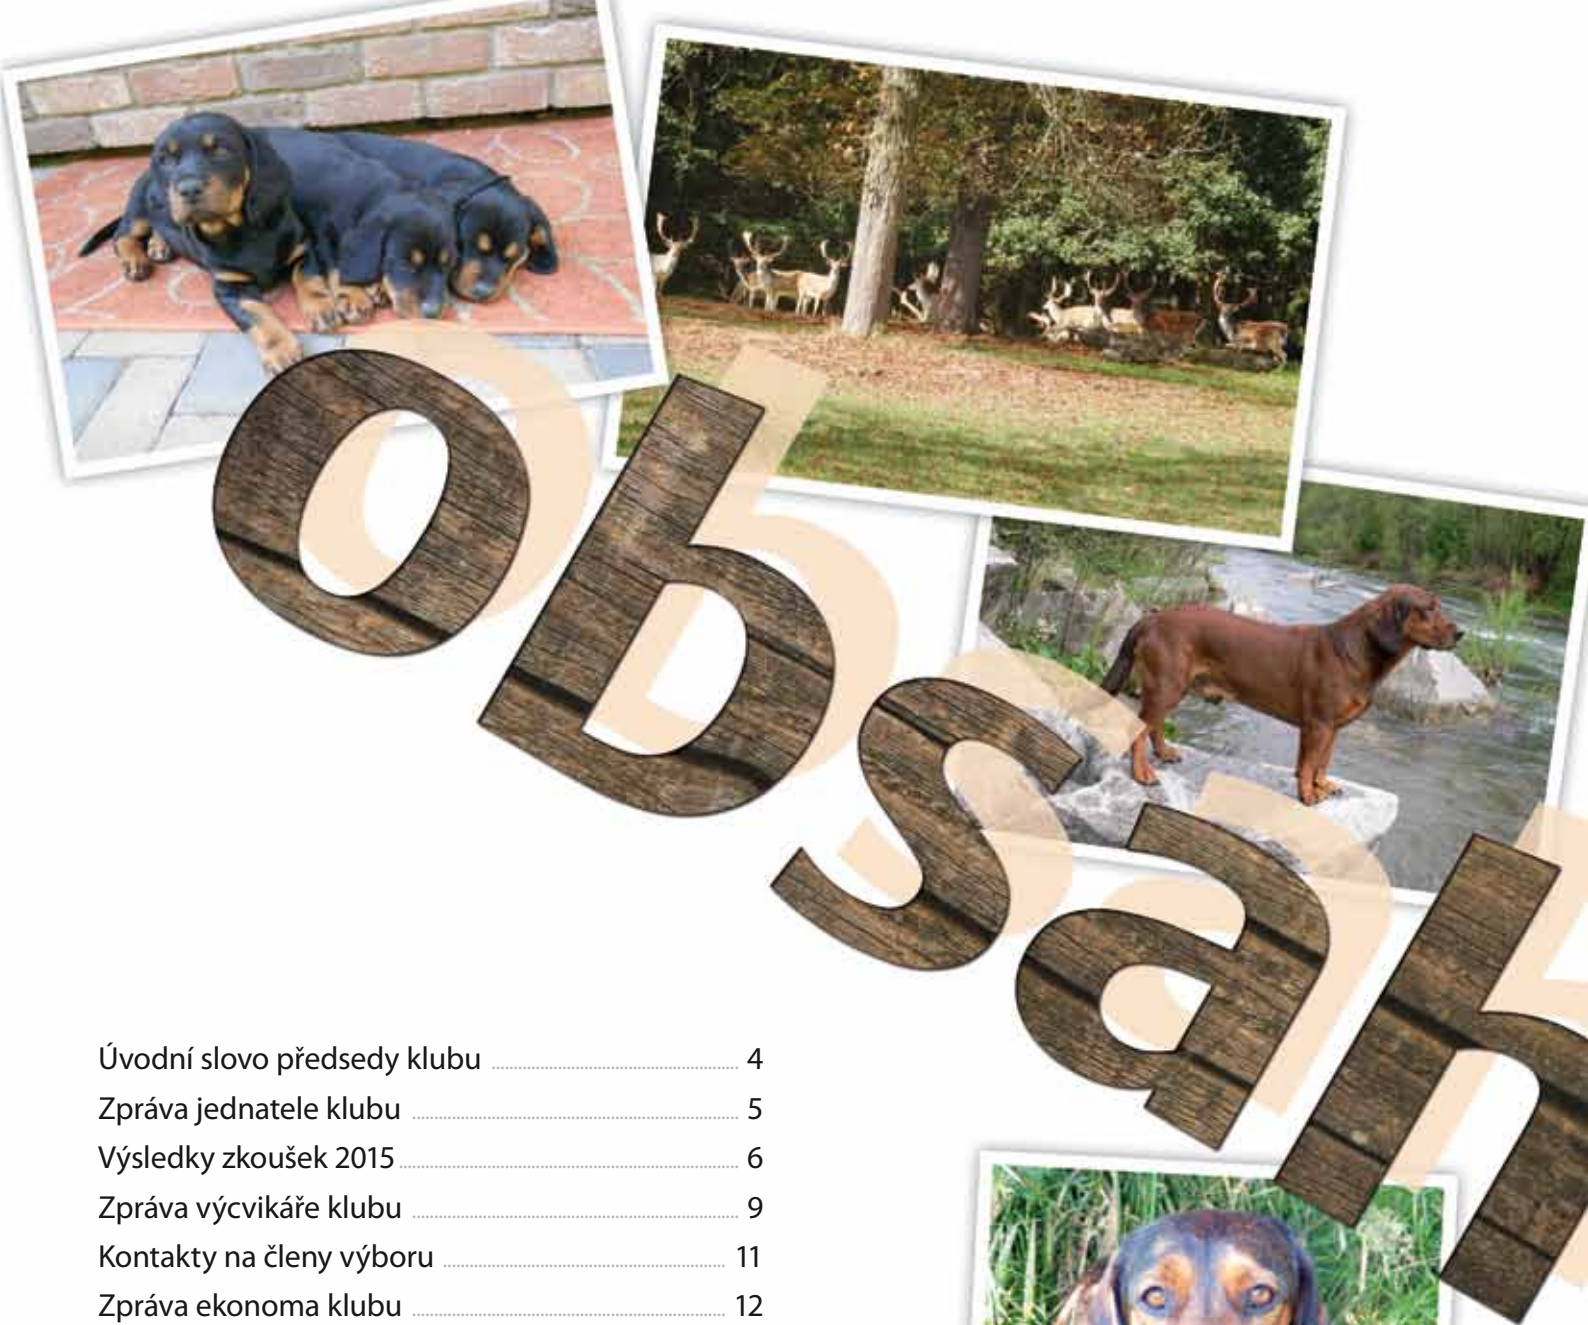 obsah
Úvodní slovo předsedy klubu 4
Zpráva jednatele klubu 5
Výsledky zkoušek 2015 6
Zpráva výcvikáře klubu 9
Kontakty na členy výboru 11
Zpráva ekonoma klubu 12